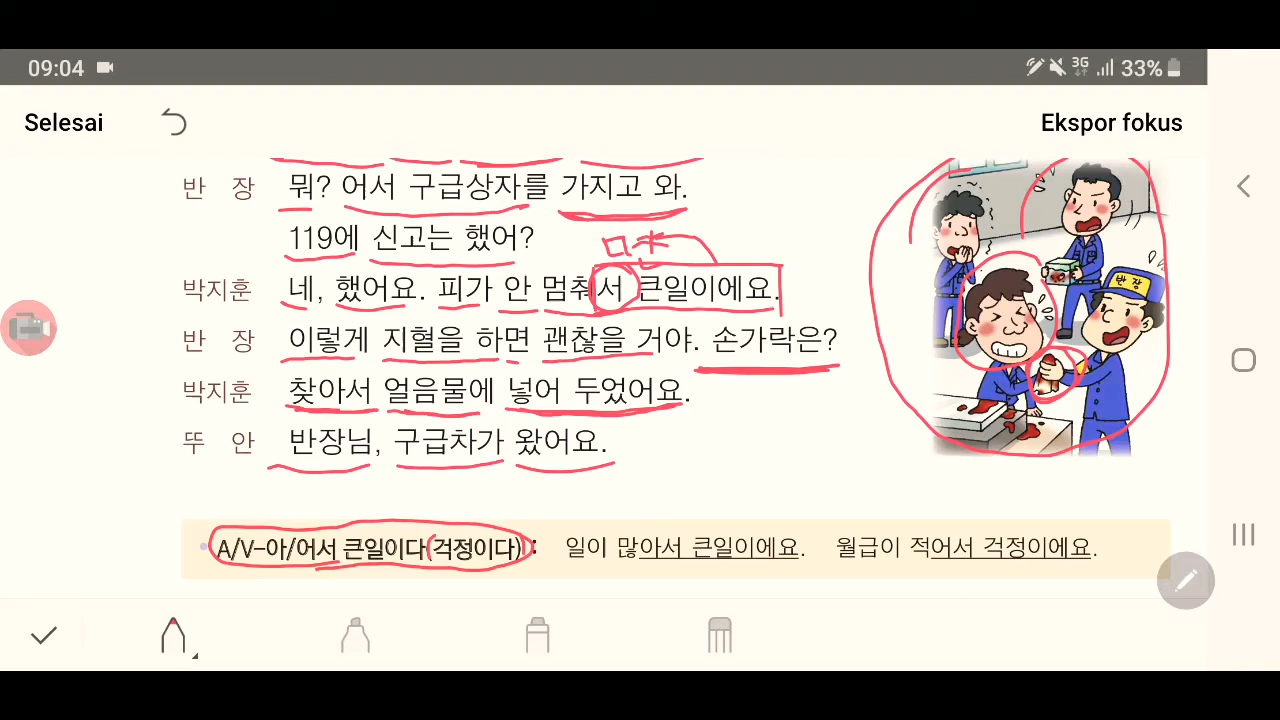 09:04 3G 33%
Selesai Ekspor fokus
반 장 뭐? 어서 구급상자를 가지고 와.
119에 신고는 했어?
박지훈 네, 했어요. 피가 안 멈춰서 큰일이에요.
반 장 이렇게 지혈을 하면 괜찮을 거야. 손가락은?
박지훈 찾아서 얼음물에 넣어 두었어요.
뚜 안 반장님, 구급차가 왔어요.
반장
• A/V-아/어서 큰일이다(걱정이다) : 일이 많아서 큰일이에요. 월급이 적어서 걱정이에요.